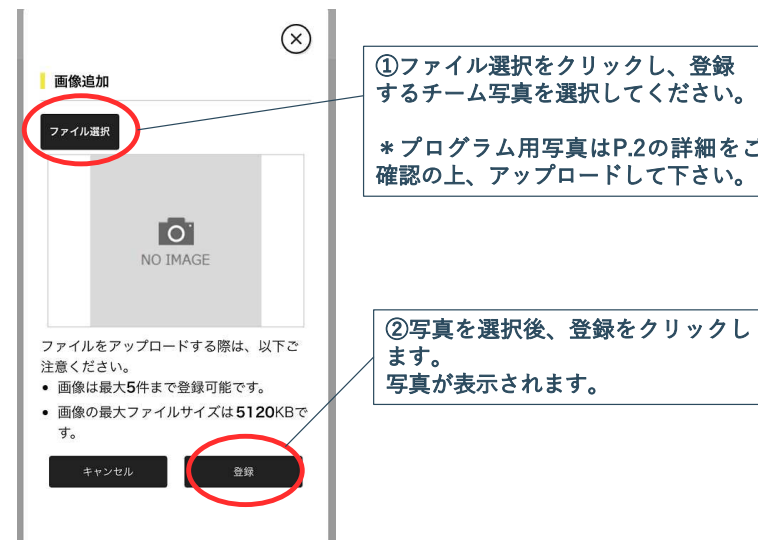 画像追加
ファイル選択
NO IMAGE
ファイルをアップロードする際は、以下ご
注意ください。
• 画像は最大5件まで登録可能です。
• 画像の最大ファイルサイズは5120KBで
す。
キャンセル
登録
①ファイル選択をクリックし、登録
するチーム写真を選択してください。
＊プログラム用写真はP.2の詳細をご
確認の上、アップロードして下さい。
②写真を選択後、登録をクリックし
ます。
写真が表示されます。